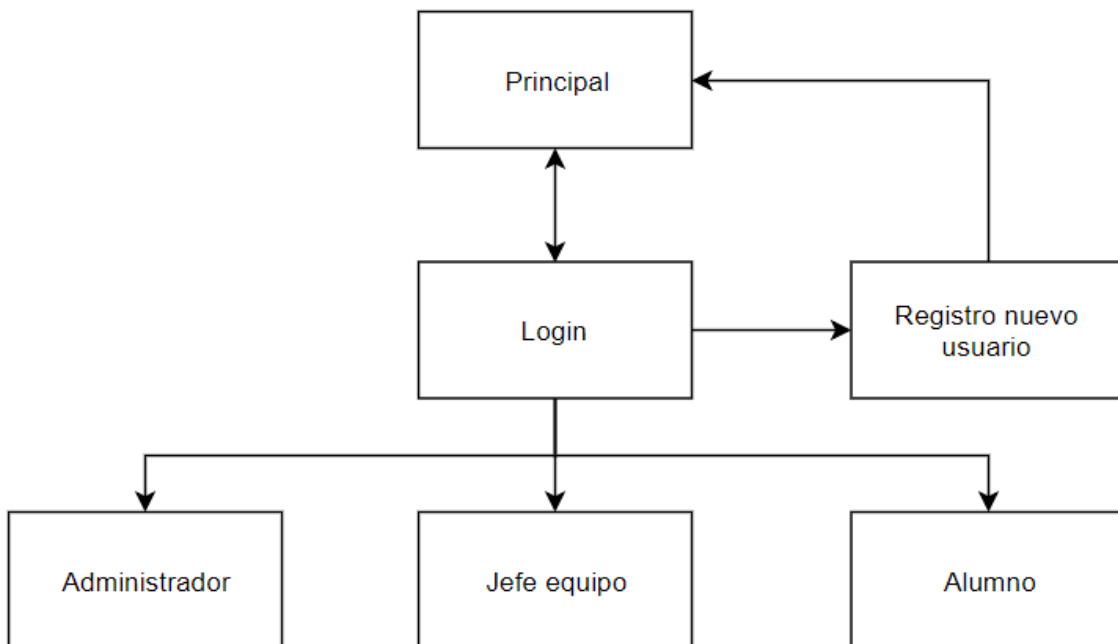 Principal
Login
Registro nuevo
usuario
Administrador
Jefe equipo
Alumno